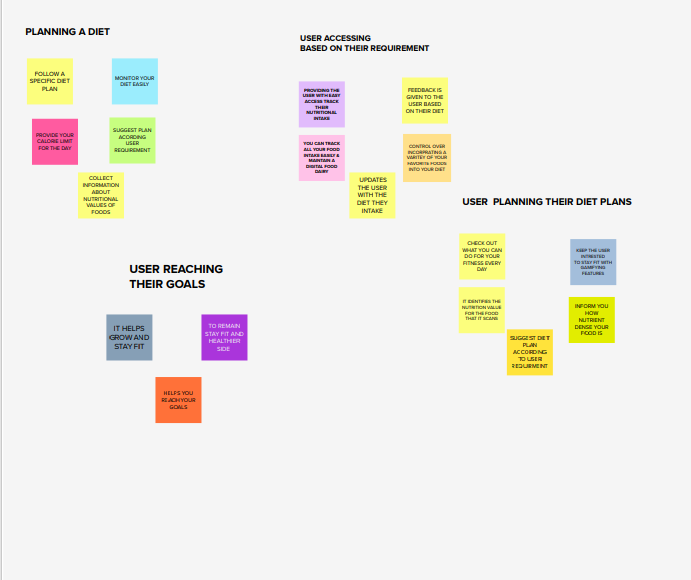 PLANNING A DIET
FOLLOW A
SPECIFIC DIET
PLAN
MONITOR YOUR
DIET EASILY
PROVIDE YOUR
CALORE LIMIT
FOR THE DAY
SUGGEST PLAN
ACORDING
USER
REQUIREMENT
COLLECT
INFORMATION
ABOUT
NUTRITIONAL
VALUES OF
FOODS
USER ACCESSING
BASED ON THEIR REQUIREMENT
PROVIDING THE
USER WITH EASY
ACCESS TRACK
THEIR
NUTRITIONAL
INTAKE
FEEDBACK IS
GIVEN TO THE
USER BASED
ON THEIR DIET
YOU CAN TRACK
ALL YOUR FOOD
INTAKE EASILY &
MAINTAIN A
DIGITAL FOOD
DAIRY
CONTROL OVER
INCORPRATING A
VARITEY OF YOUR
FAVORITE FOODS
INTO YOUR DIET
UPDATES
THE USER
WITH THE
DIET THEY
INTAKE
USER PLANNING THEIR DIET PLANS
CHECK OUT
WHAT YOU CAN
DO FOR YOUR
FITNESS EVERY
DAY
KEEP THE USER
INTRESTED
TO STAY FIT WITH
GAMIFYING
FEATURES
IT IDENTIFIES THE
NUTRITION VALUE
FOR THE FOOD
THAT IT SCANS
INFORM YOU
HOW
NUTRIENT
DENSE YOUR
FOOD IS
SUGGEST DIET
PLAN
ACCORDING
TO USER
REQUIRMEINT
USER REACHING
THEIR GOALS
IT HELPS
GROW AND
STAY FIT
TO REMAIN
STAY FIT AND
HEALTHIER
SIDE
HELPS YOU
REACH YOUR
GOALS